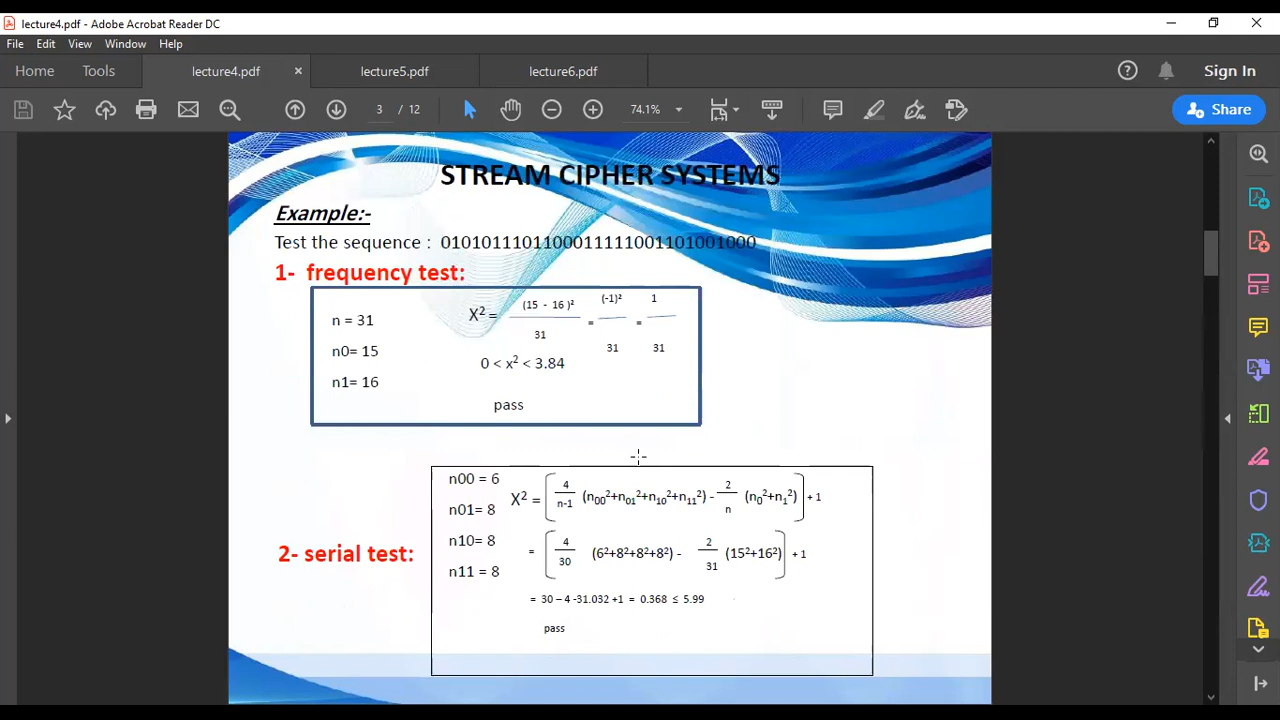 lecture4.pdf - Adobe Acrobat Reader DC
File Edit View Window Help
Home Tools lecture4.pdf × lecture5.pdf lecture6.pdf Sign In
3 / 12 74.1% Share
STREAM CIPHER SYSTEMS
Example:-
Test the sequence : 0101011101100011111001101001000
1- frequency test:
n = 31
n0= 15
n1= 16
X² = (15 - 16 )² / 31 = (-1)² / 31 = 1 / 31
0 < x² < 3.84
pass
2- serial test:
n00 = 6
n01= 8
n10= 8
n11 = 8
X² = [ 4 / n-1 (n00²+n01²+n10²+n11²) - 2 / n (n0²+n1²) ] + 1
= [ 4 / 30 (6²+8²+8²+8²) - 2 / 31 (15²+16²) ] + 1
= 30 – 4 -31.032 +1 = 0.368 ≤ 5.99
pass